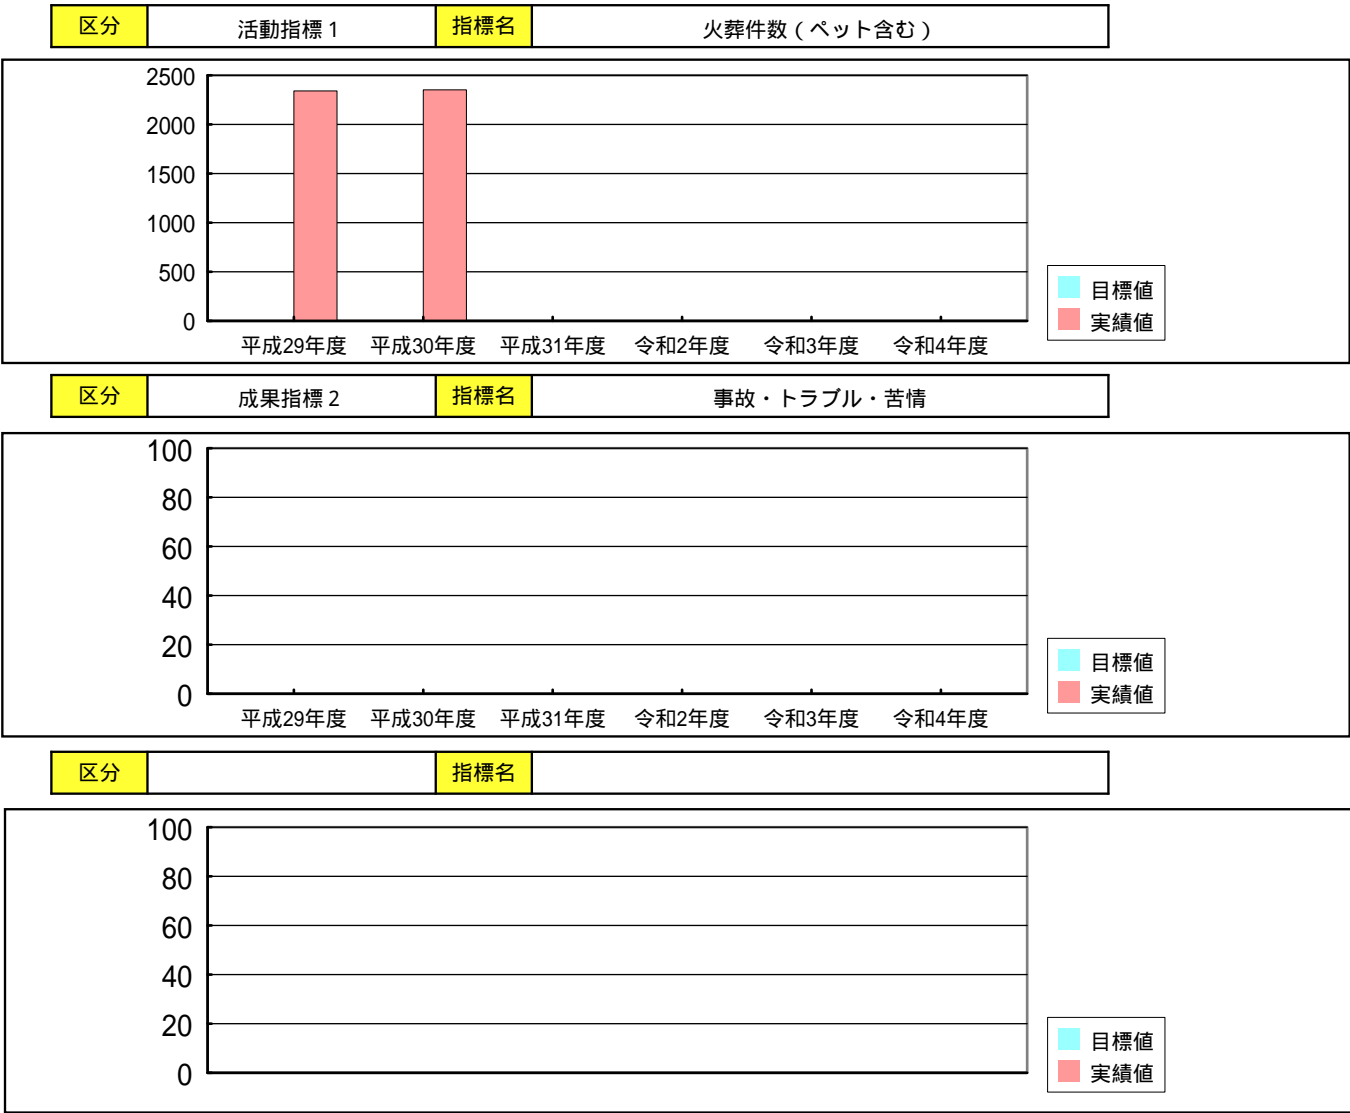 区分 活動指標1 指標名 火葬件数（ペット含む）
2500
2000
1500
1000
500
0
平成29年度 平成30年度 平成31年度 令和2年度 令和3年度 令和4年度
目標値
実績値
区分 成果指標2 指標名 事故・トラブル・苦情
100
80
60
40
20
0
平成29年度 平成30年度 平成31年度 令和2年度 令和3年度 令和4年度
目標値
実績値
区分 指標名
100
80
60
40
20
0
目標値
実績値